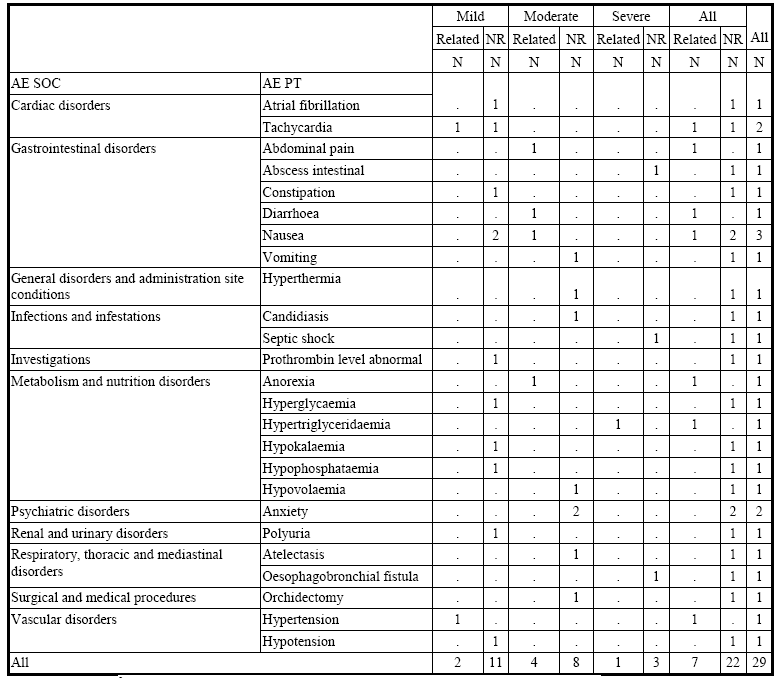 Mild Moderate Severe All
Related NR Related NR Related NR Related NR All
N N N N N N N N N
AE SOC AE PT
Cardiac disorders Atrial fibrillation . 1 . . . . . 1 1
Tachycardia 1 1 . . . . 1 1 2
Gastrointestinal disorders Abdominal pain . . 1 . . . 1 . 1
Abscess intestinal . . . . . 1 . 1 1
Constipation . 1 . . . . . 1 1
Diarrhoea . . 1 . . . 1 . 1
Nausea . 2 1 . . . 1 2 3
Vomiting . . . 1 . . . 1 1
General disorders and administration site Hyperthermia
conditions . . . 1 . . . 1 1
Infections and infestations Candidiasis . . . 1 . . . 1 1
Septic shock . . . . . 1 . 1 1
Investigations Prothrombin level abnormal . 1 . . . . . 1 1
Metabolism and nutrition disorders Anorexia . . 1 . . . 1 . 1
Hyperglycaemia . 1 . . . . . 1 1
Hypertriglyceridaemia . . . . 1 . 1 . 1
Hypokalaemia . 1 . . . . . 1 1
Hypophosphataemia . 1 . . . . . 1 1
Hypovolaemia . . . 1 . . . 1 1
Psychiatric disorders Anxiety . . . 2 . . . 2 2
Renal and urinary disorders Polyuria . 1 . . . . . 1 1
Respiratory, thoracic and mediastinal Atelectasis . . . 1 . . . 1 1
disorders Oesophagobronchial fistula . . . . . 1 . 1 1
Surgical and medical procedures Orchidectomy . . . 1 . . . 1 1
Vascular disorders Hypertension 1 . . . . . 1 . 1
Hypotension . 1 . . . . . 1 1
All 2 11 4 8 1 3 7 22 29